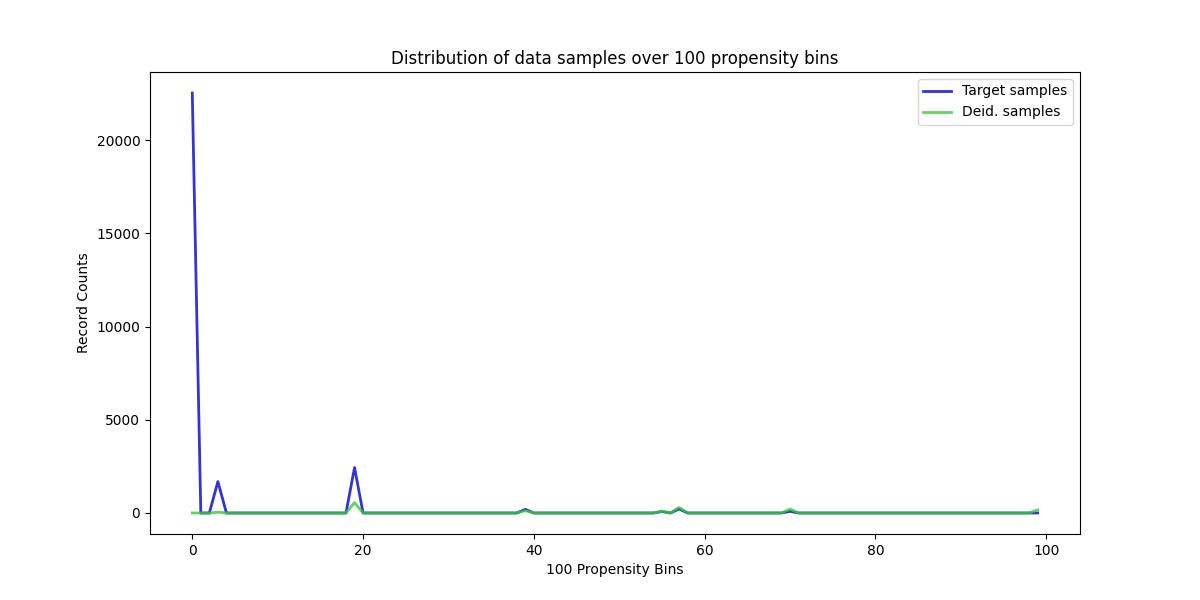 Distribution of data samples over 100 propensity bins
Target samples
Deid. samples
Record Counts
20000
15000
10000
5000
0
0
20
40
60
80
100
100 Propensity Bins